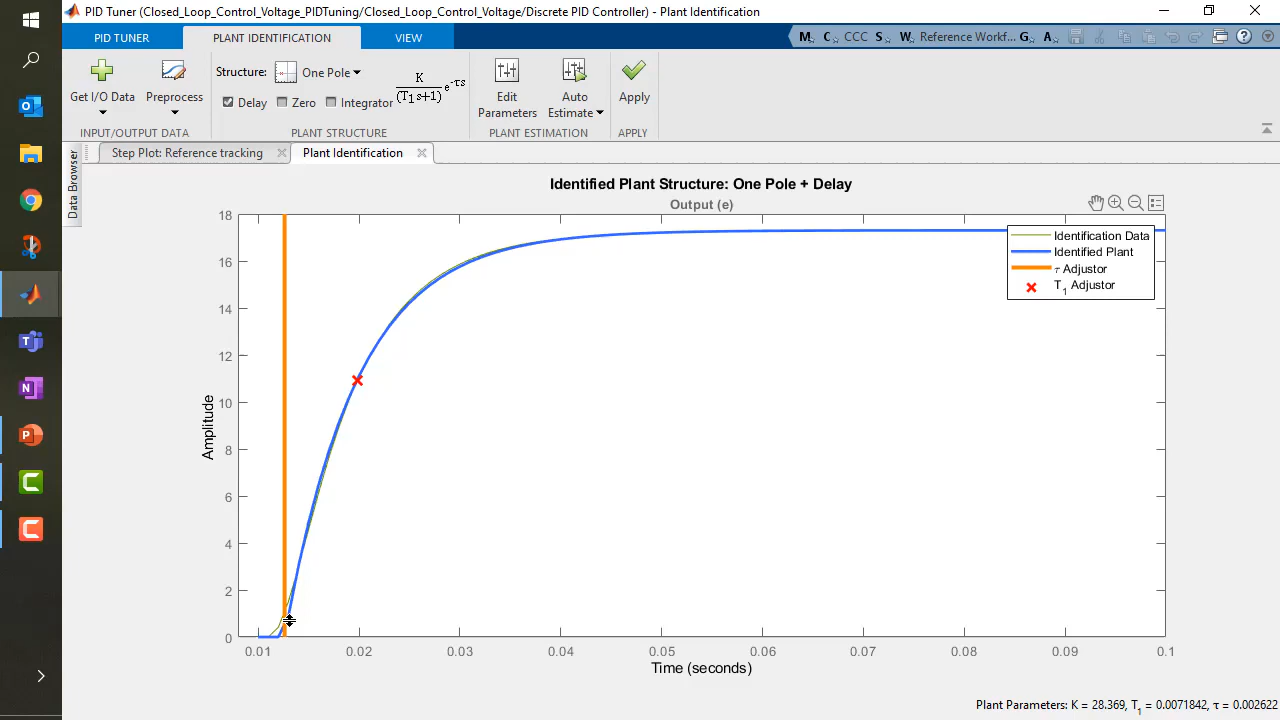 PID Tuner (Closed_Loop_Control_Voltage_PIDTuning/Closed_Loop_Control_Voltage/Discrete PID Controller) - Plant Identification
PID TUNER
PLANT IDENTIFICATION
VIEW
M. C. CCC S. W. Reference Workf... G. A.
Get I/O Data
Preprocess
Structure: One Pole
Delay Zero Integrator
K
(T1s+1) e-τs
Edit Parameters
Auto Estimate
Apply
INPUT/OUTPUT DATA
PLANT STRUCTURE
PLANT ESTIMATION
APPLY
Data Browser
Step Plot: Reference tracking
Plant Identification
Identified Plant Structure: One Pole + Delay
Output (e)
Identification Data
Identified Plant
τ Adjustor
T1 Adjustor
Amplitude
18
16
14
12
10
8
6
4
2
0
0.01 0.02 0.03 0.04 0.05 0.06 0.07 0.08 0.09 0.1
Time (seconds)
Plant Parameters: K = 28.369, T1 = 0.0071842, τ = 0.002622